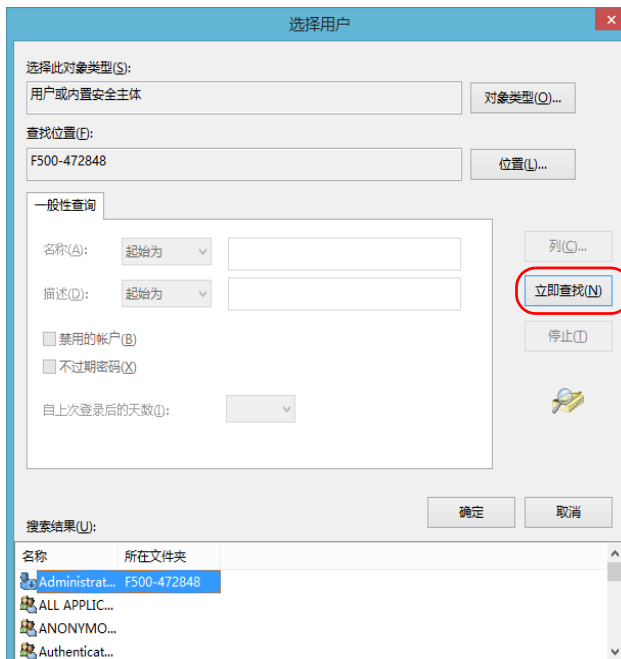 选择用户
选择此对象类型(S):
用户或内置安全主体
对象类型(O)...
查找位置(F):
F500-472848
位置(L)...
一般性查询
名称(A):
起始为
列(C)...
描述(D):
起始为
立即查找(N)
禁用的帐户(B)
停止(T)
不过期密码(X)
自上次登录后的天数(I):
确定
取消
搜索结果(U):
名称 所在文件夹
Administrat... F500-472848
ALL APPLIC...
ANONYMO...
Authenticat...